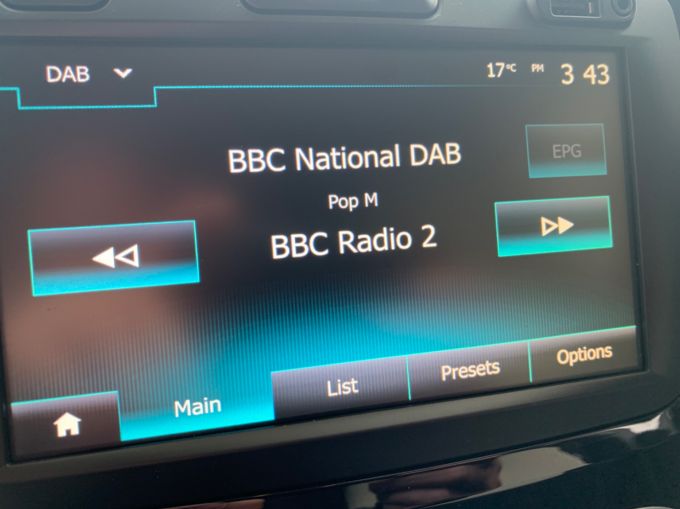 DAB
17°C PM 3 43
BBC National DAB
EPG
Pop M
BBC Radio 2
Main
List
Presets
Options